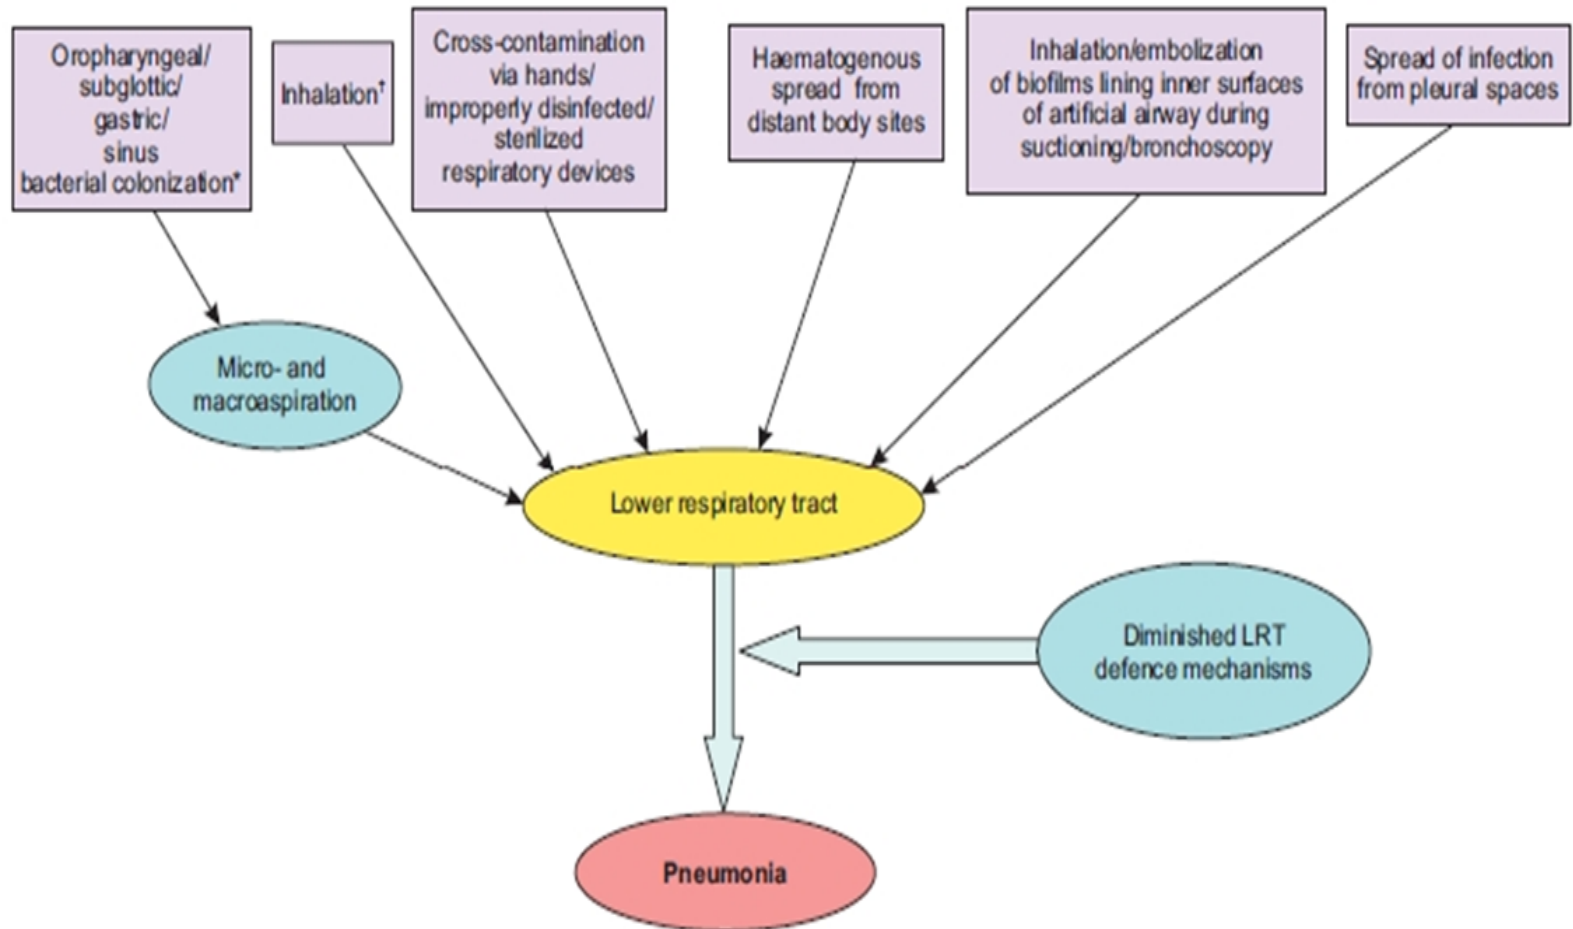 Oropharyngeal/
subglottic/
gastric/
sinus
bacterial colonization*
Inhalation†
Cross-contamination
via hands/
improperly disinfected/
sterilized
respiratory devices
Haematogenous
spread from
distant body sites
Inhalation/embolization
of biofilms lining inner surfaces
of artificial airway during
suctioning/bronchoscopy
Spread of infection
from pleural spaces
Micro- and
macroaspiration
Lower respiratory tract
Diminished LRT
defence mechanisms
Pneumonia